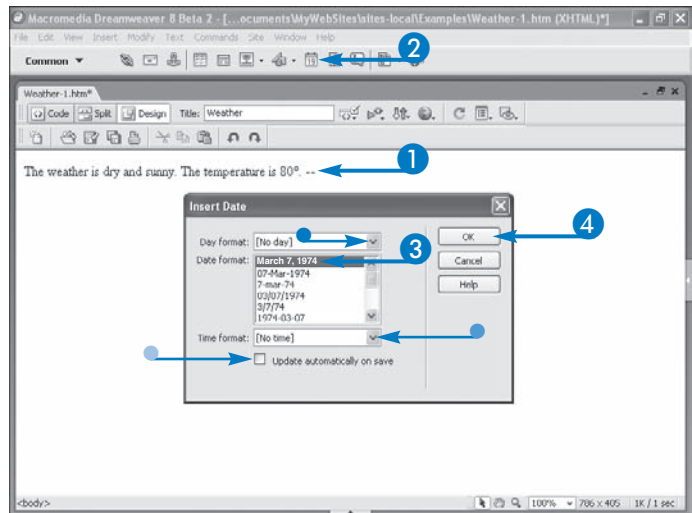 Macromedia Dreamweaver 8 Beta 2 - [...ocuments\MyWebSites\sites-local\Examples\Weather-1.htm (XHTML)*]
File Edit View Insert Modify Text Commands Site Window Help
Common
2
Weather-1.htm*
Code Split Design Title: Weather
1
The weather is dry and sunny. The temperature is 80°. --
Insert Date
4
Day format: [No day]
OK
3
Date format: March 7, 1974
Cancel
07-Mar-1974
7-mar-74
Help
03/07/1974
3/7/74
1974-03-07
Time format: [No time]
Update automatically on save
<body>
100% 786 x 405 1K / 1 sec